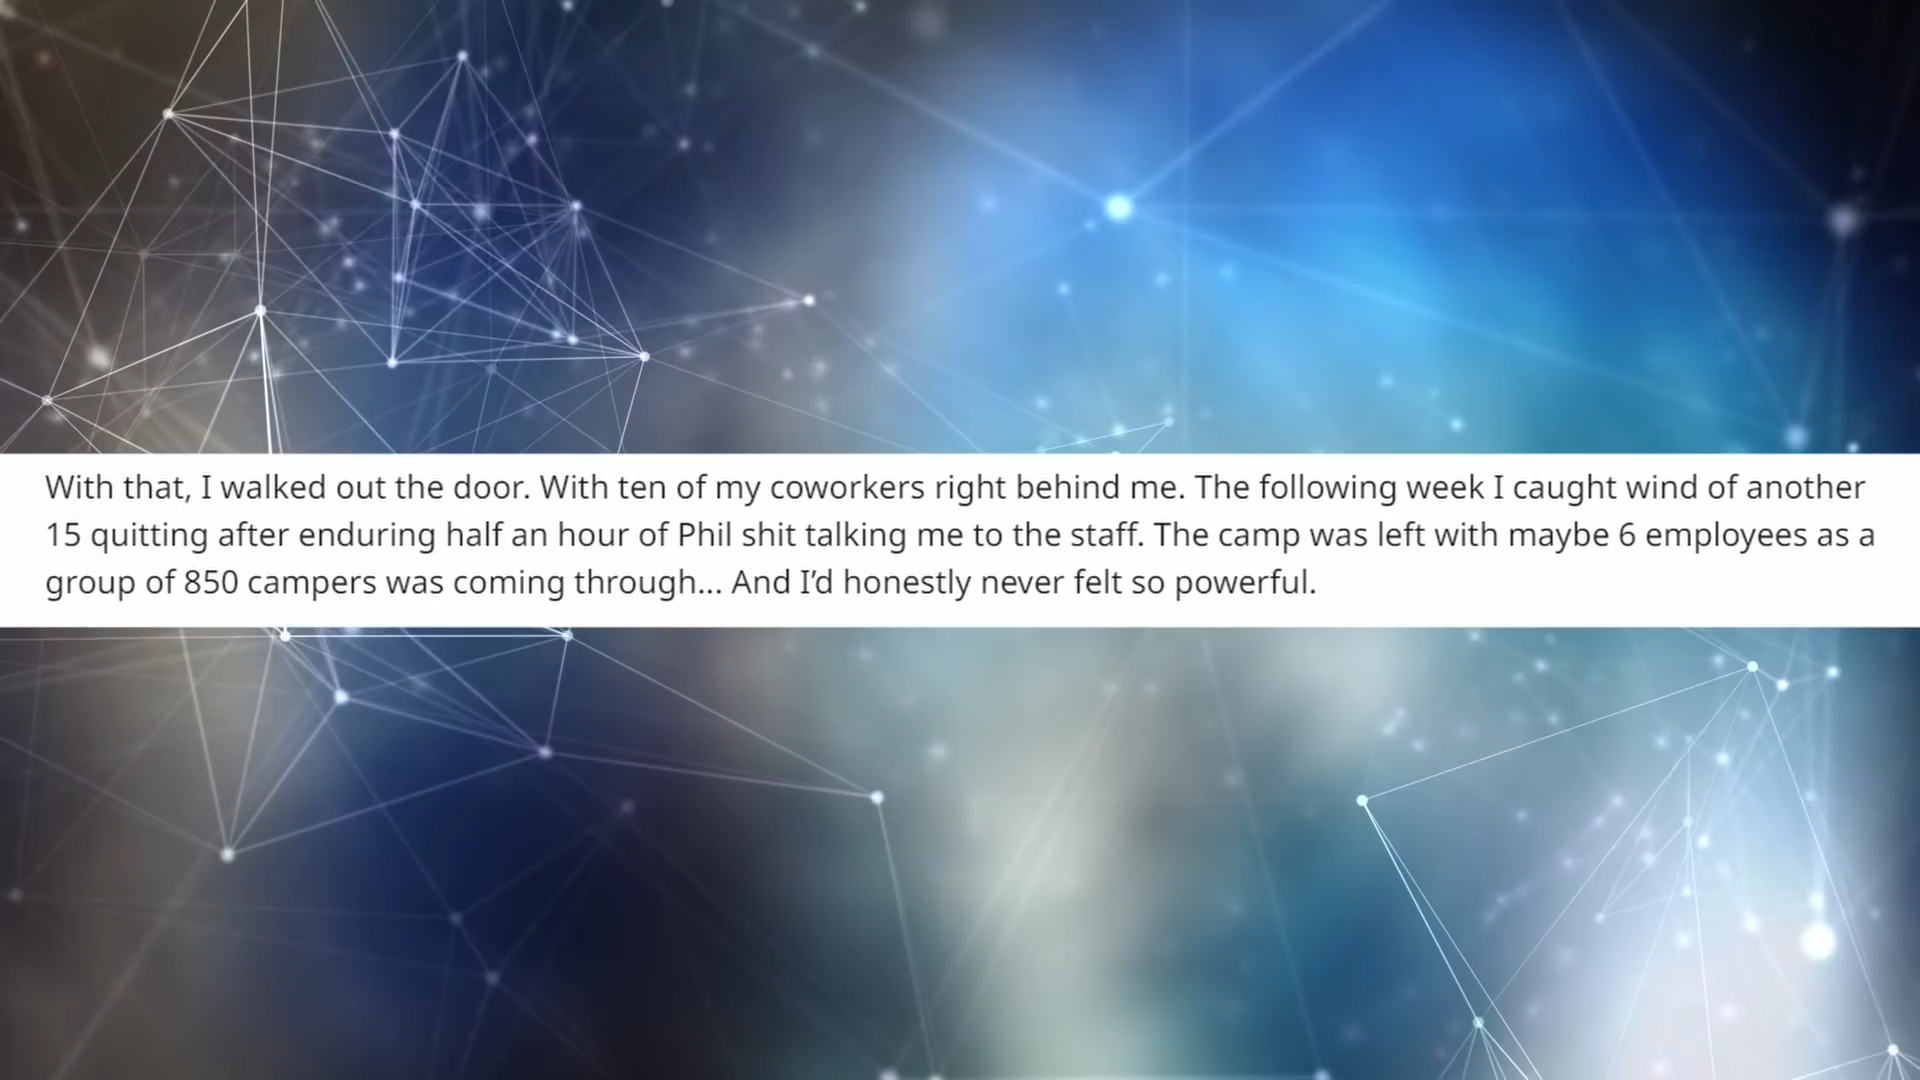 With that, I walked out the door. With ten of my coworkers right behind me. The following week I caught wind of another
15 quitting after enduring half an hour of Phil shit talking me to the staff. The camp was left with maybe 6 employees as a
group of 850 campers was coming through... And I’d honestly never felt so powerful.